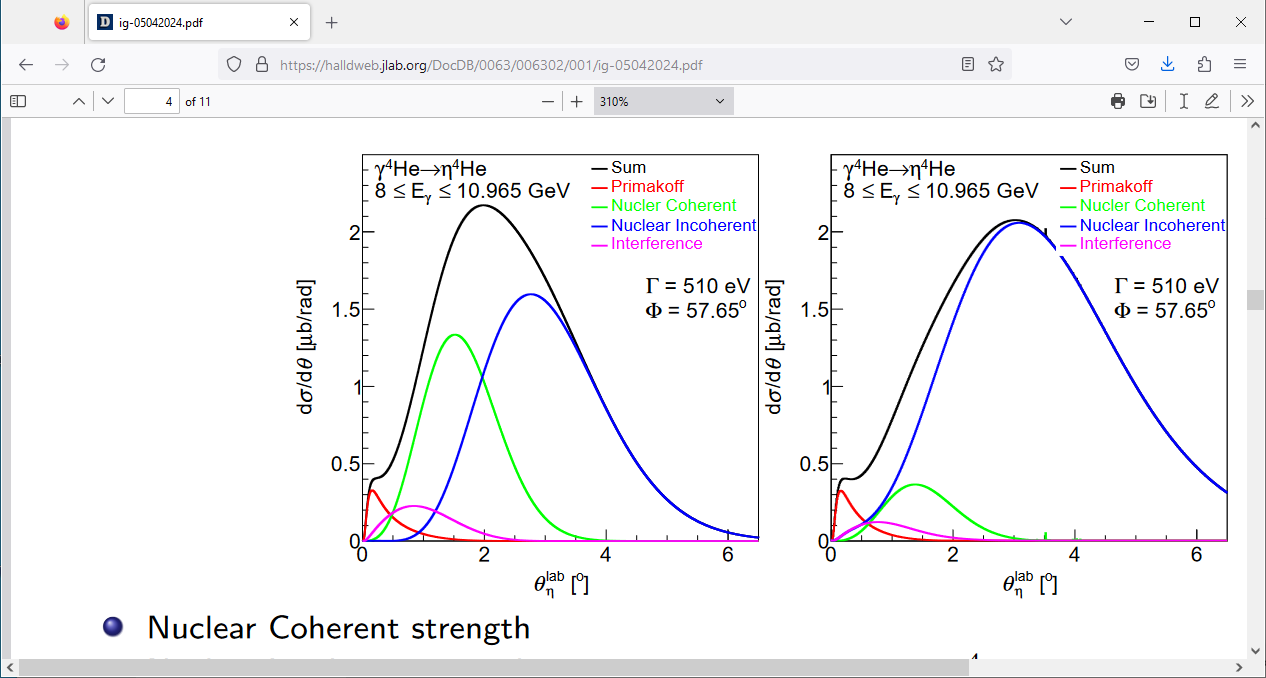 ig-05042024.pdf
https://halldweb.jlab.org/DocDB/0063/006302/001/ig-05042024.pdf
4 of 11
310%
γ⁴He→η⁴He
8 ≤ Eγ ≤ 10.965 GeV
Sum
Primakoff
Nucler Coherent
Nuclear Incoherent
Interference
Γ = 510 eV
Φ = 57.65°
dσ/dθ [μb/rad]
2
1.5
1
0.5
0
0 2 4 6
θ_η^lab [°]
γ⁴He→η⁴He
8 ≤ Eγ ≤ 10.965 GeV
Sum
Primakoff
Nucler Coherent
Nuclear Incoherent
Interference
Γ = 510 eV
Φ = 57.65°
dσ/dθ [μb/rad]
2
1.5
1
0.5
0
0 2 4 6
θ_η^lab [°]
Nuclear Coherent strength